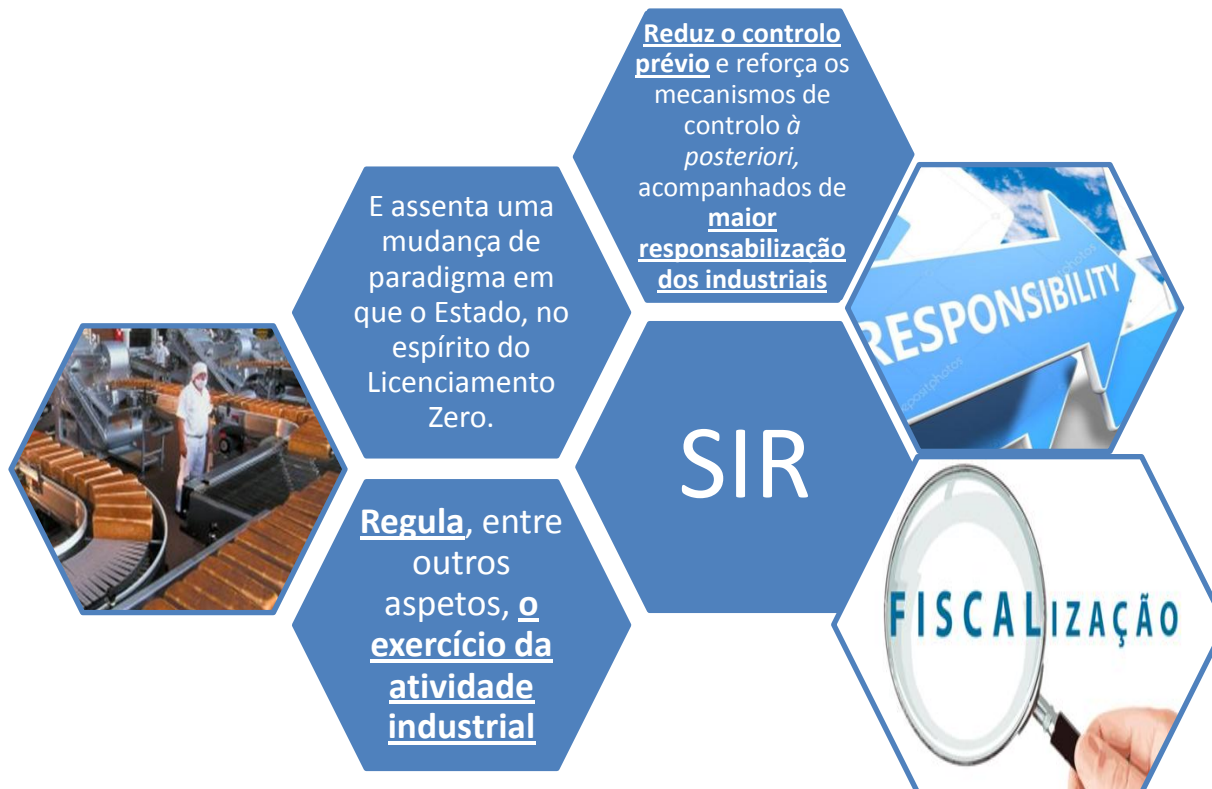 Reduz o controlo
prévio e reforça os
mecanismos de
controlo à
posteriori,
acompanhados de
maior
responsabilização
dos industriais
E assenta uma
mudança de
paradigma em
que o Estado, no
espírito do
Licenciamento
Zero.
RESPONSIBILITY
depositphotos
SIR
Regula, entre
outros
aspetos, o
exercício da
atividade
industrial
FISCALIZAÇÃO